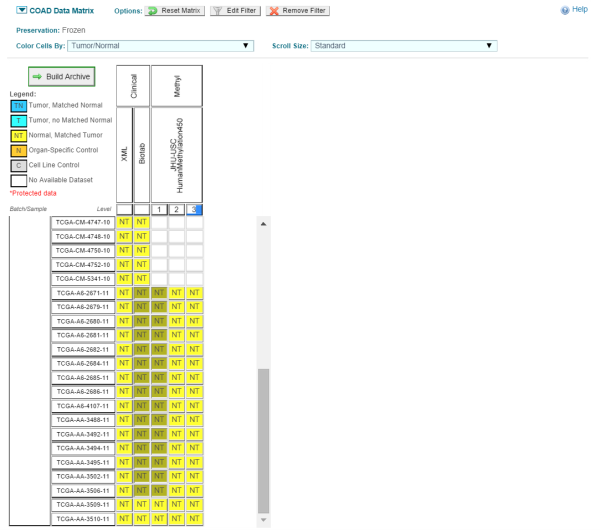 COAD Data Matrix Options: Reset Matrix Edit Filter Remove Filter Help
Preservation: Frozen
Color Cells By: Tumor/Normal Scroll Size: Standard
Build Archive
Legend:
TN Tumor, Matched Normal
T Tumor, no Matched Normal
NT Normal, Matched Tumor
N Organ-Specific Control
C Cell Line Control
No Available Dataset
*Protected data
Clinical Methyl
XML Biotab JHU-USC HumanMethylation450
Batch/Sample Level 1 2 3
TCGA-CM-4747-10 NT NT
TCGA-CM-4748-10 NT NT
TCGA-CM-4750-10 NT NT
TCGA-CM-4752-10 NT NT
TCGA-CM-5341-10 NT NT
TCGA-A6-2671-11 NT NT NT NT NT
TCGA-A6-2679-11 NT NT NT NT NT
TCGA-A6-2680-11 NT NT NT NT NT
TCGA-A6-2681-11 NT NT NT NT NT
TCGA-A6-2682-11 NT NT NT NT NT
TCGA-A6-2684-11 NT NT NT NT NT
TCGA-A6-2685-11 NT NT NT NT NT
TCGA-A6-2686-11 NT NT NT NT NT
TCGA-A6-4107-11 NT NT NT NT NT
TCGA-AA-3488-11 NT NT NT NT NT
TCGA-AA-3492-11 NT NT NT NT NT
TCGA-AA-3494-11 NT NT NT NT NT
TCGA-AA-3495-11 NT NT NT NT NT
TCGA-AA-3502-11 NT NT NT NT NT
TCGA-AA-3506-11 NT NT NT NT NT
TCGA-AA-3509-11 NT NT NT NT NT
TCGA-AA-3510-11 NT NT NT NT NT